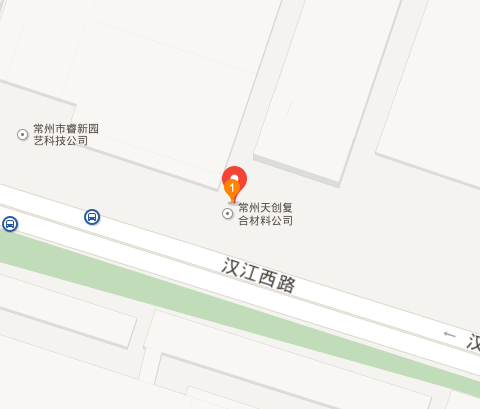 常州市睿新园
艺科技公司
1
常州天创复
合材料公司
汉江西路
← 汉